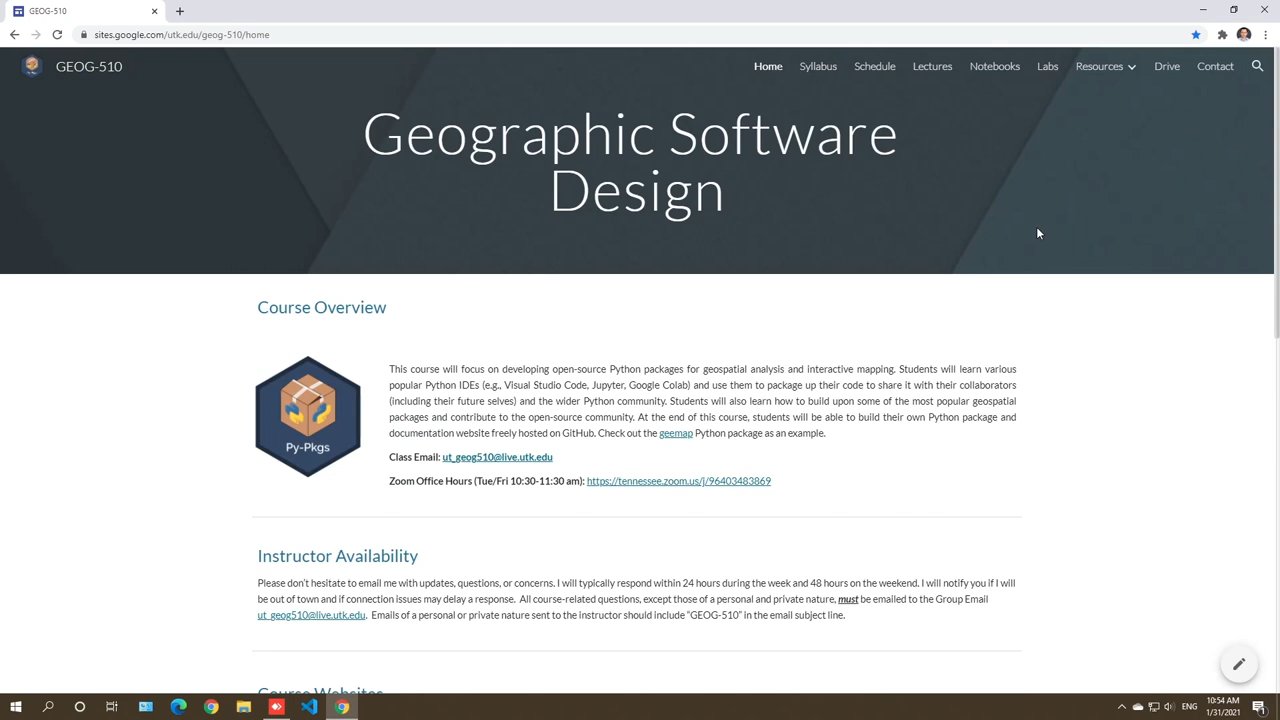 GEOG-510
sites.google.com/utk.edu/geog-510/home
GEOG-510
Home Syllabus Schedule Lectures Notebooks Labs Resources Drive Contact
Geographic Software
Design
Course Overview
Py-Pkgs
This course will focus on developing open-source Python packages for geospatial analysis and interactive mapping. Students will learn various
popular Python IDEs (e.g., Visual Studio Code, Jupyter, Google Colab) and use them to package up their code to share it with their collaborators
(including their future selves) and the wider Python community. Students will also learn how to build upon some of the most popular geospatial
packages and contribute to the open-source community. At the end of this course, students will be able to build their own Python package and
documentation website freely hosted on GitHub. Check out the geemap Python package as an example.
Class Email: ut_geog510@live.utk.edu
Zoom Office Hours (Tue/Fri 10:30-11:30 am): https://tennessee.zoom.us/j/96403483869
Instructor Availability
Please don't hesitate to email me with updates, questions, or concerns. I will typically respond within 24 hours during the week and 48 hours on the weekend. I will notify you if I will
be out of town and if connection issues may delay a response. All course-related questions, except those of a personal and private nature, must be emailed to the Group Email
ut_geog510@live.utk.edu. Emails of a personal or private nature sent to the instructor should include “GEOG-510” in the email subject line.
Course Websites
ENG
10:54 AM
1/31/2021
1